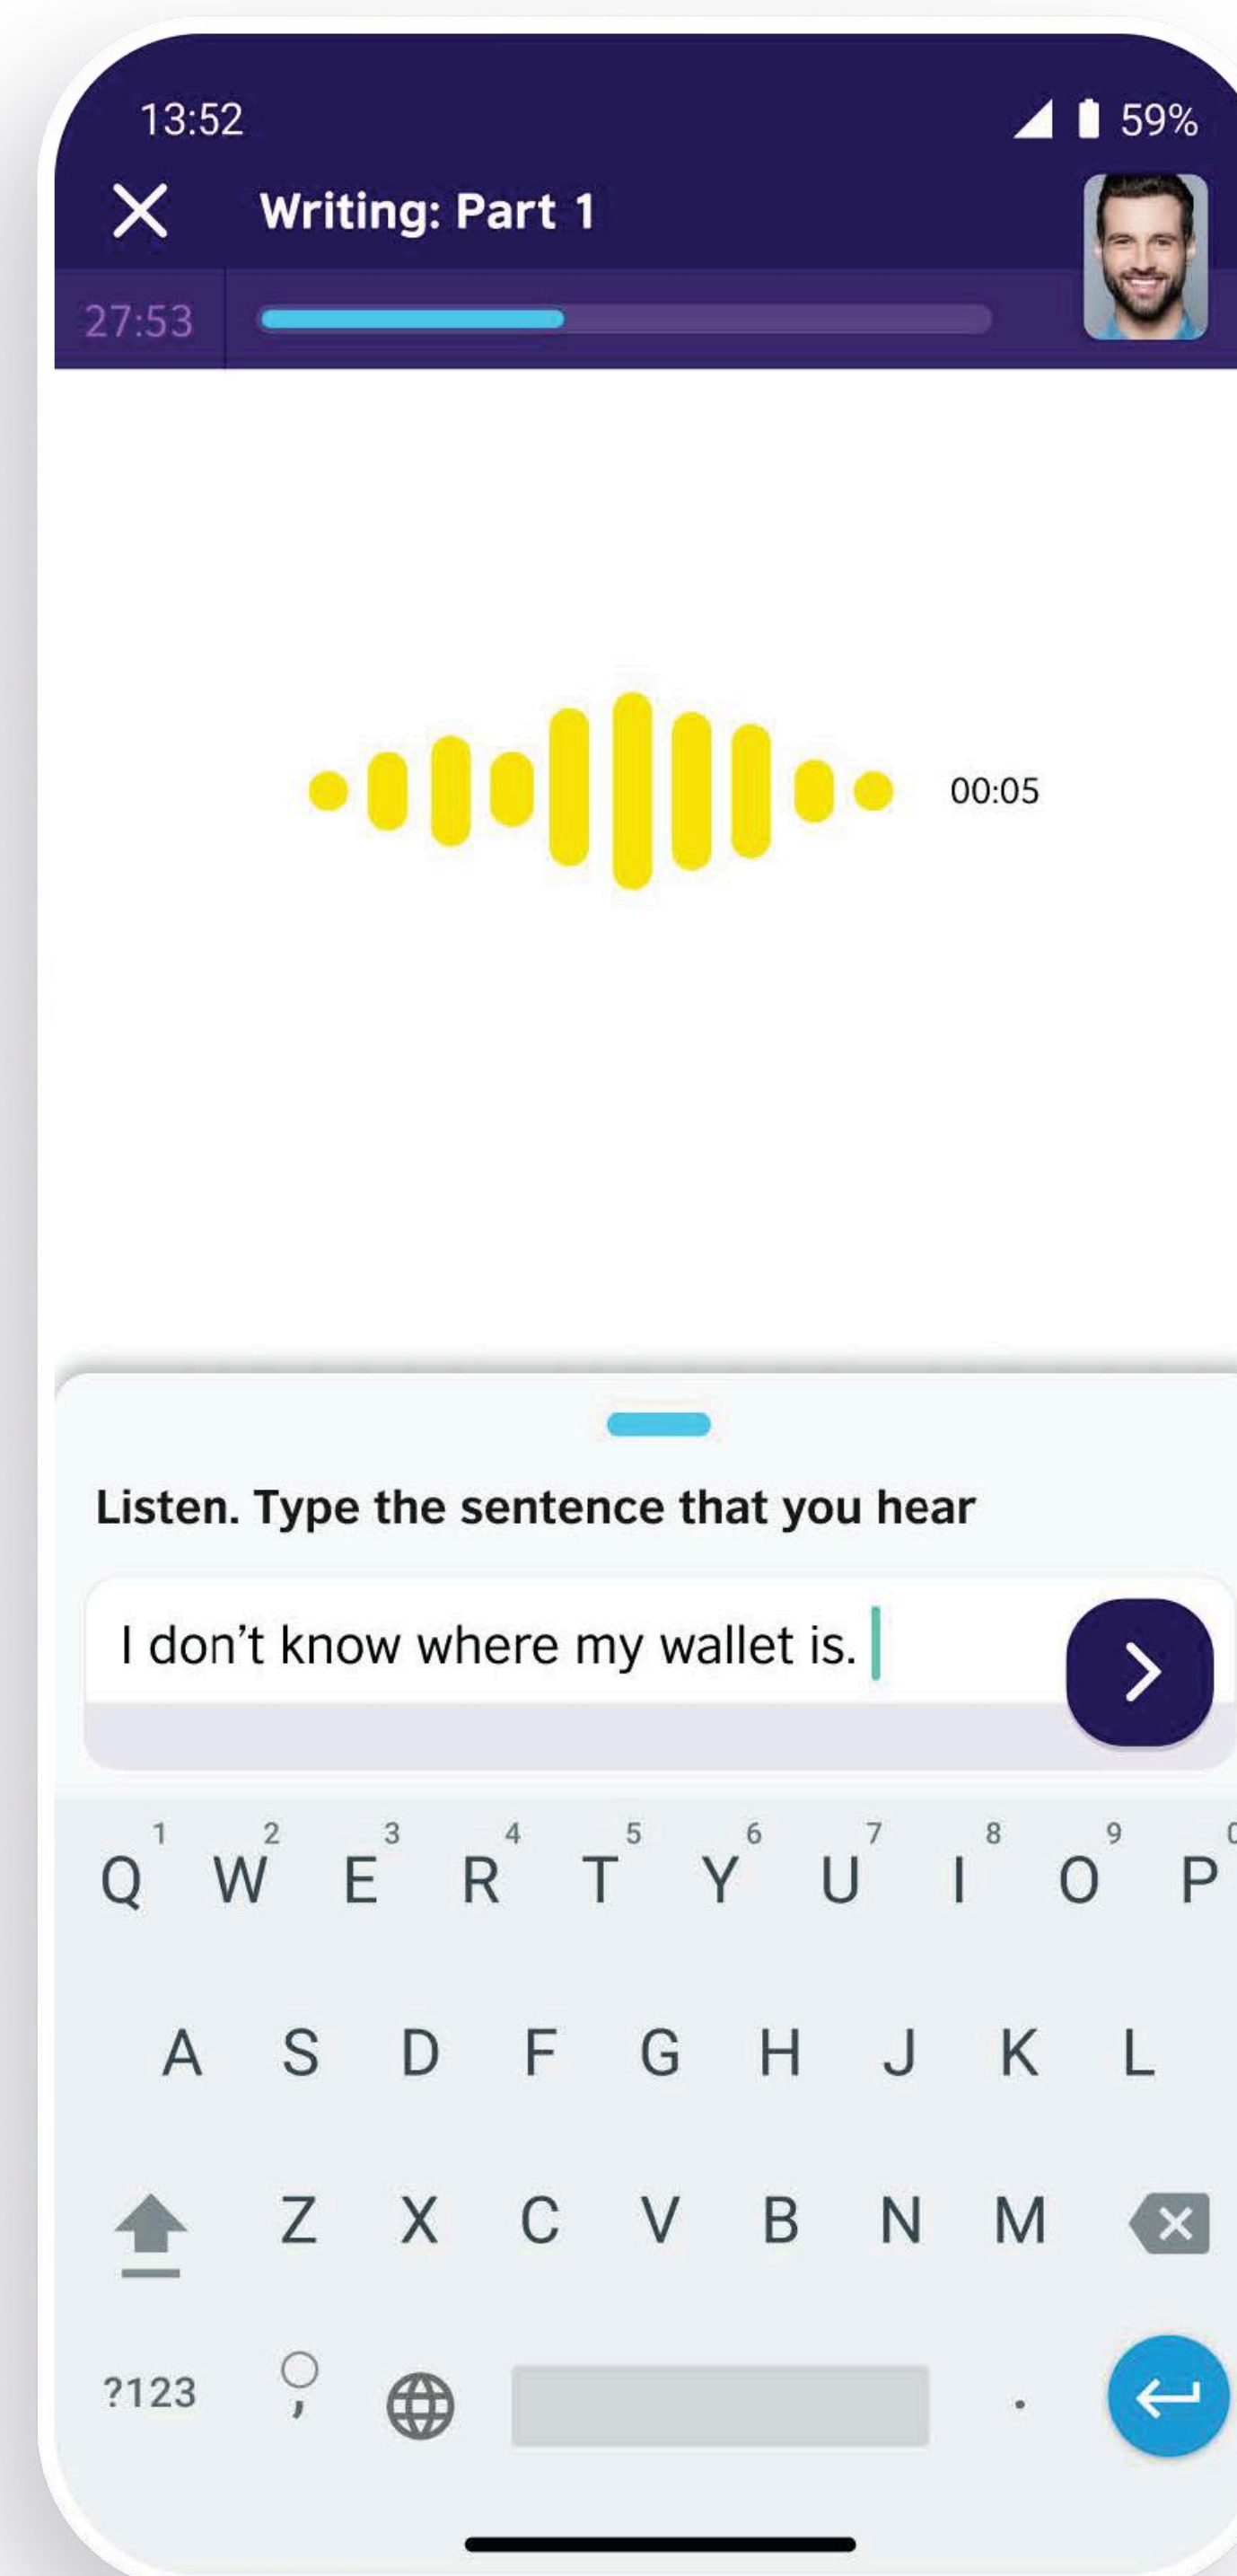 13:52 59%
Writing: Part 1
27:53
00:05
Listen. Type the sentence that you hear
I don’t know where my wallet is.
1 2 3 4 5 6 7 8 9 0
Q W E R T Y U I O P
A S D F G H J K L
Z X C V B N M
?123 , .